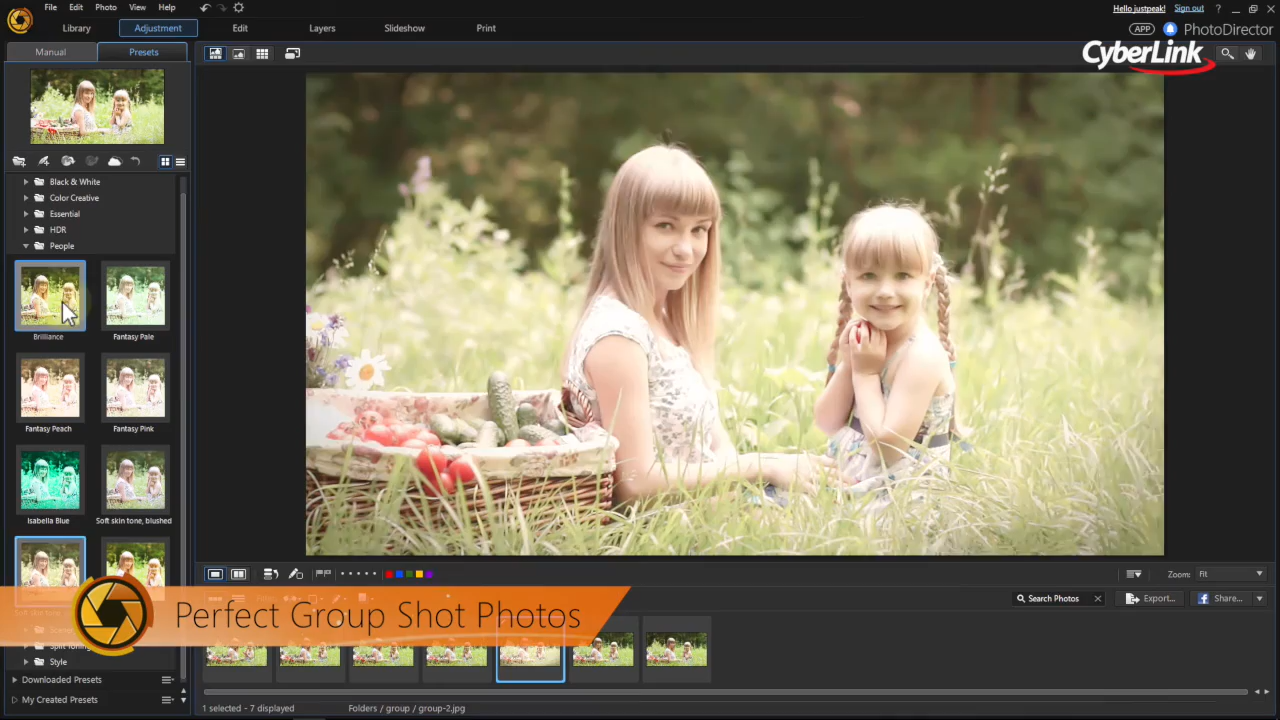 File Edit Photo View Help
Hello justpeak! Sign out ?
Library Adjustment Edit Layers Slideshow Print
APP PhotoDirector
Manual Presets
CyberLink
Black & White
Color Creative
Essential
HDR
People
Brilliance Fantasy Pale
Fantasy Peach Fantasy Pink
Isabella Blue Soft skin tone, blushed
Zoom: Fit
Search Photos Export... Share...
Perfect Group Shot Photos
Style
Downloaded Presets
My Created Presets
1 selected - 7 displayed Folders / group / group-2.jpg